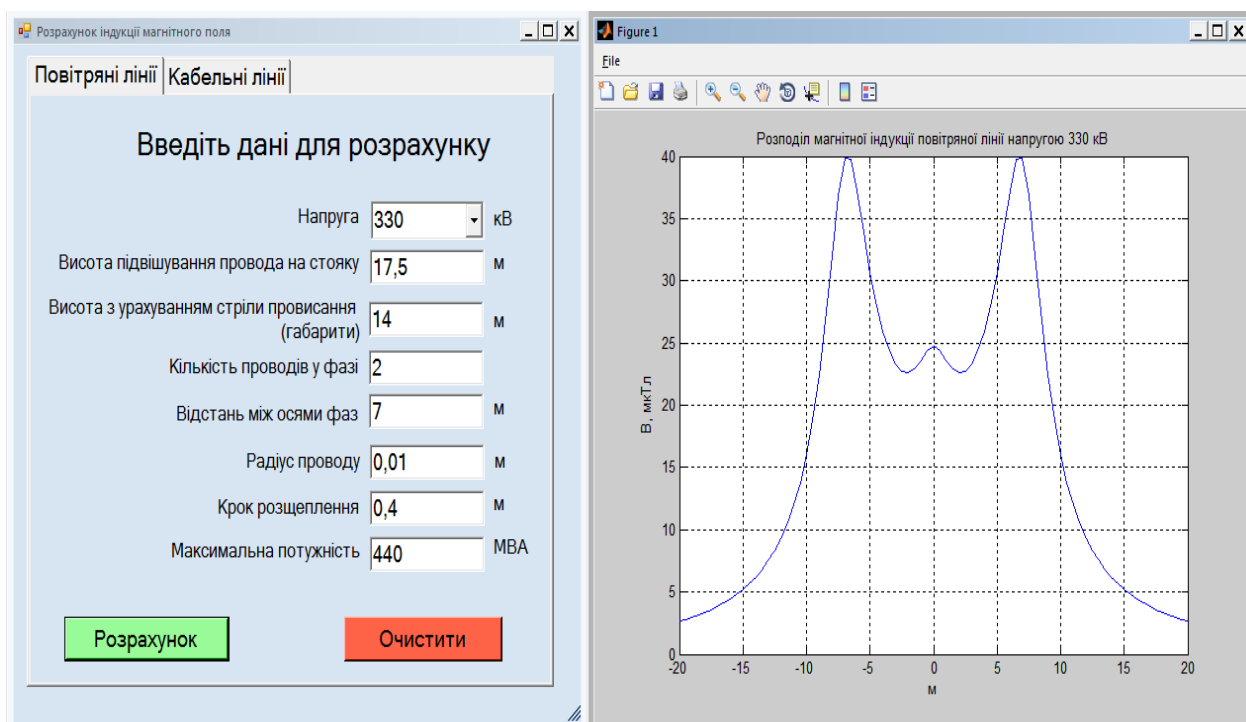 Розрахунок індукції магнітного поля
Повітряні лінії
Кабельні лінії
Введіть дані для розрахунку
Напруга 330 кВ
Висота підвішування провода на стояку 17,5 м
Висота з урахуванням стріли провисання
(габарити) 14 м
Кількість проводів у фазі 2
Відстань між осями фаз 7 м
Радіус проводу 0,01 м
Крок розщеплення 0,4 м
Максимальна потужність 440 МВА
Розрахунок
Очистити
Figure 1
File
Розподіл магнітної індукції повітряної лінії напругою 330 кВ
40
35
30
25
20
15
10
5
0
В, мкТл
-20 -15 -10 -5 0 5 10 15 20
м